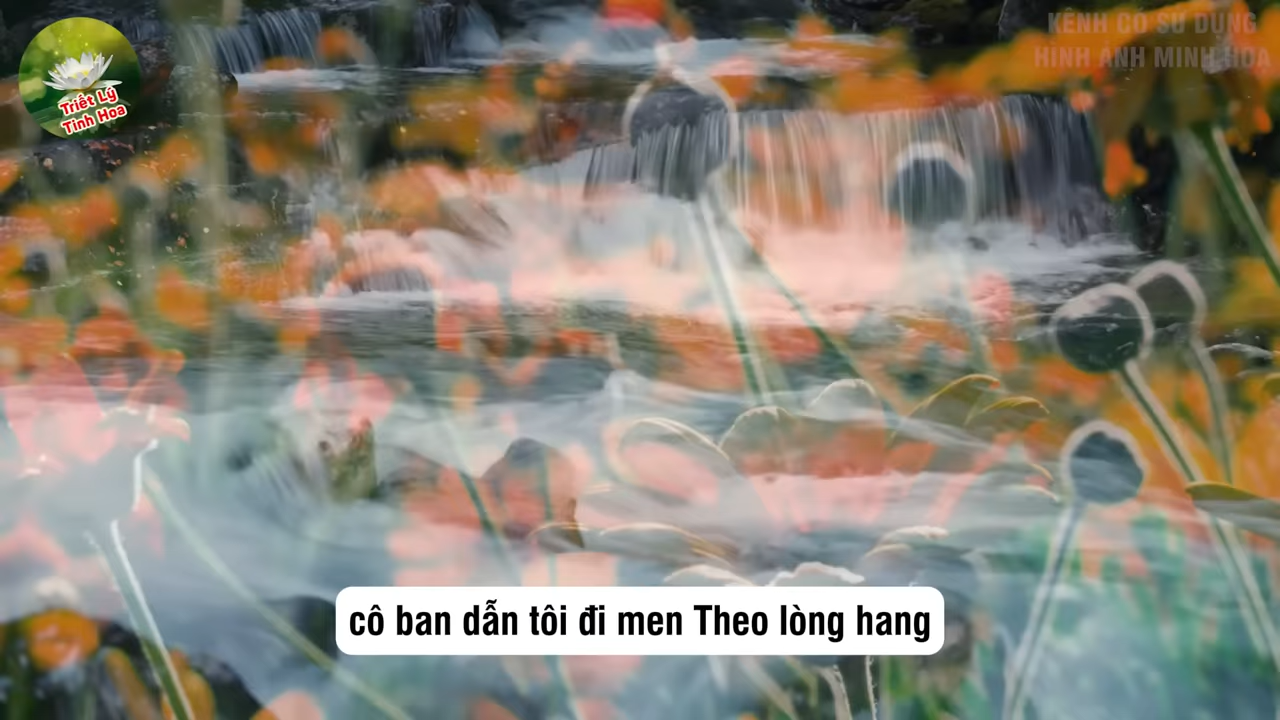 KÊNH CÓ SỬ DỤNG
HÌNH ẢNH MINH HỌA
Triết Lý
Tinh Hoa
cô ban dẫn tôi đi men Theo lòng hang